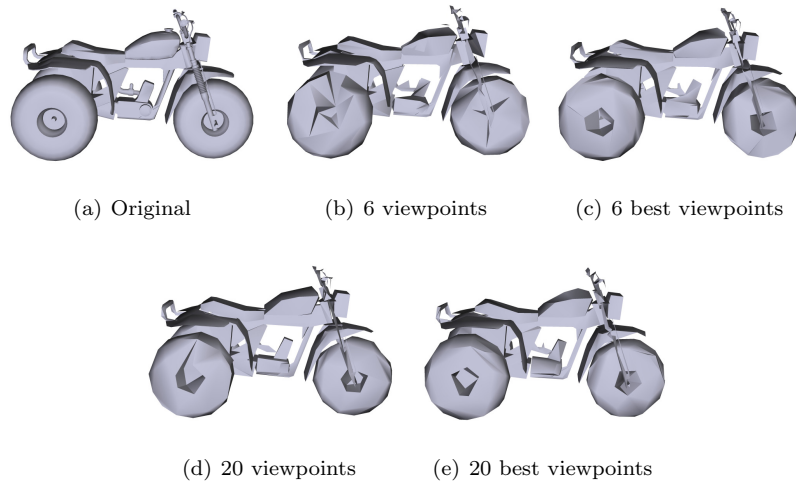 (a) Original
(b) 6 viewpoints
(c) 6 best viewpoints
(d) 20 viewpoints
(e) 20 best viewpoints